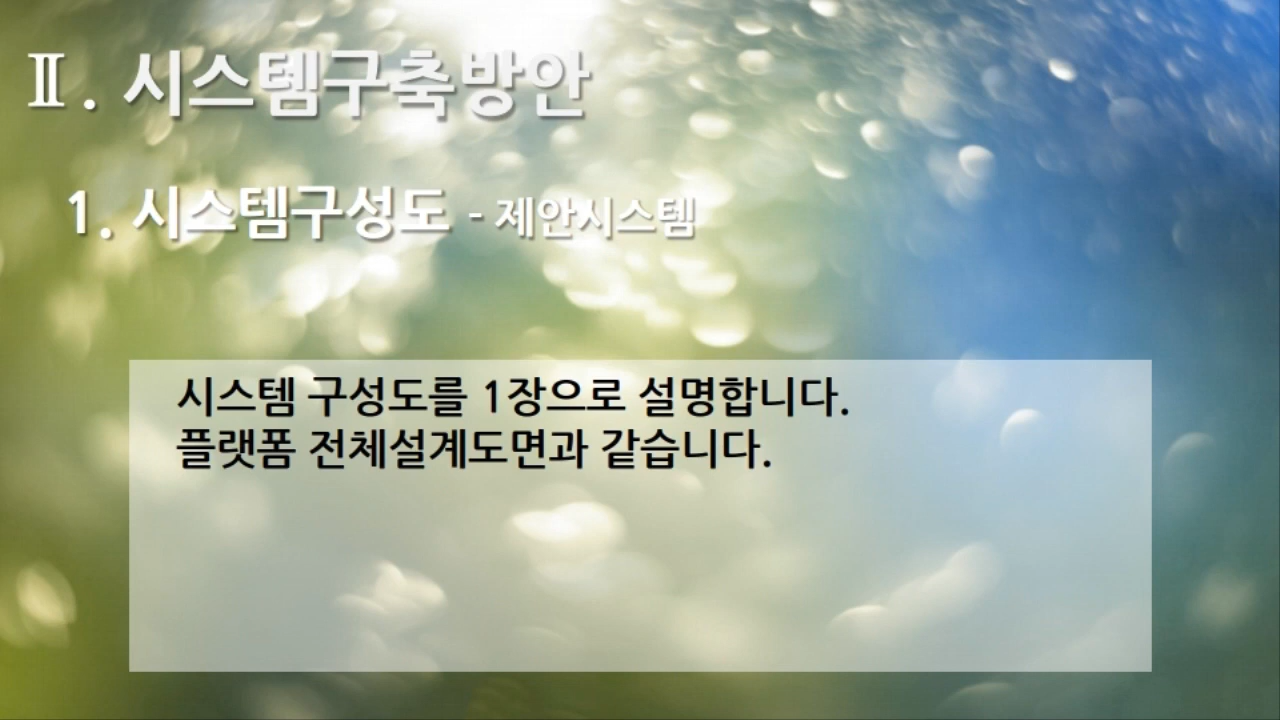 Ⅱ. 시스템구축방안
1. 시스템구성도 - 제안시스템
시스템 구성도를 1장으로 설명합니다.
플랫폼 전체설계도면과 같습니다.